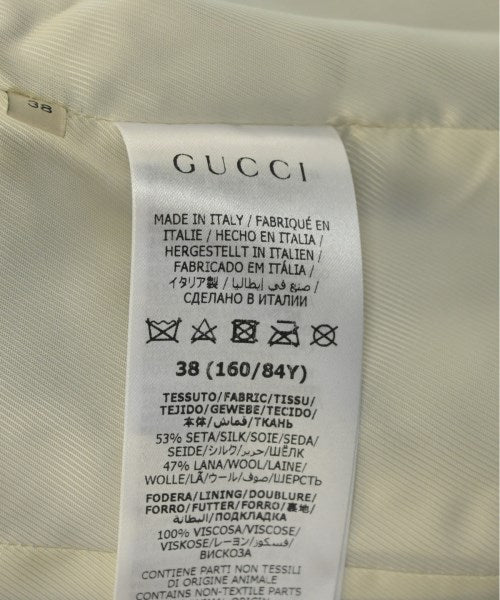 38
GUCCI
MADE IN ITALY / FABRIQUÉ EN
ITALIE / HECHO EN ITALIA /
HERGESTELLT IN ITALIEN /
FABRICADO EM ITÁLIA /
イタリア製 / صنع في إيطاليا /
СДЕЛАНО В ИТАЛИИ
38 (160/84Y)
TESSUTO/FABRIC/TISSU/
TEJIDO/GEWEBE/TECIDO/
本体/قماش/ТКАНЬ
53% SETA/SILK/SOIE/SEDA/
SEIDE/シルク/حرير/ШЁЛК
47% LANA/WOOL/LAINE/
WOLLE/LÃ/ウール/صوف/ШЕРСТЬ
FODERA/LINING/DOUBLURE/
FORRO/FUTTER/FORRO/裏地/
البطانة/ПОДКЛАДКА
100% VISCOSA/VISCOSE/
VISKOSE/レーヨン/فسكوز/
ВИСКОЗА
CONTIENE PARTI NON TESSILI
DI ORIGINE ANIMALE
CONTAINS NON-TEXTILE PARTS